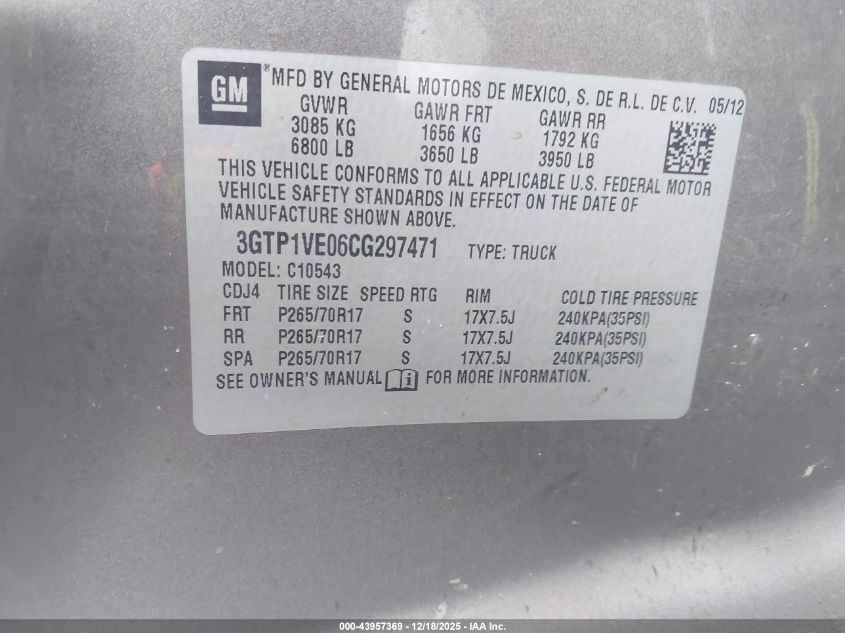 GM ® MFD BY GENERAL MOTORS DE MEXICO, S. DE R.L. DE C.V. 05/12
GVWR GAWR FRT GAWR RR
3085 KG 1656 KG 1792 KG
6800 LB 3650 LB 3950 LB
THIS VEHICLE CONFORMS TO ALL APPLICABLE U.S. FEDERAL MOTOR
VEHICLE SAFETY STANDARDS IN EFFECT ON THE DATE OF
MANUFACTURE SHOWN ABOVE.
3GTP1VE06CG297471 TYPE: TRUCK
MODEL: C10543
CDJ4 TIRE SIZE SPEED RTG RIM COLD TIRE PRESSURE
FRT P265/70R17 S 17X7.5J 240KPA(35PSI)
RR P265/70R17 S 17X7.5J 240KPA(35PSI)
SPA P265/70R17 S 17X7.5J 240KPA(35PSI)
SEE OWNER'S MANUAL i FOR MORE INFORMATION.
000-43957369 - 12/18/2025 - IAA Inc.